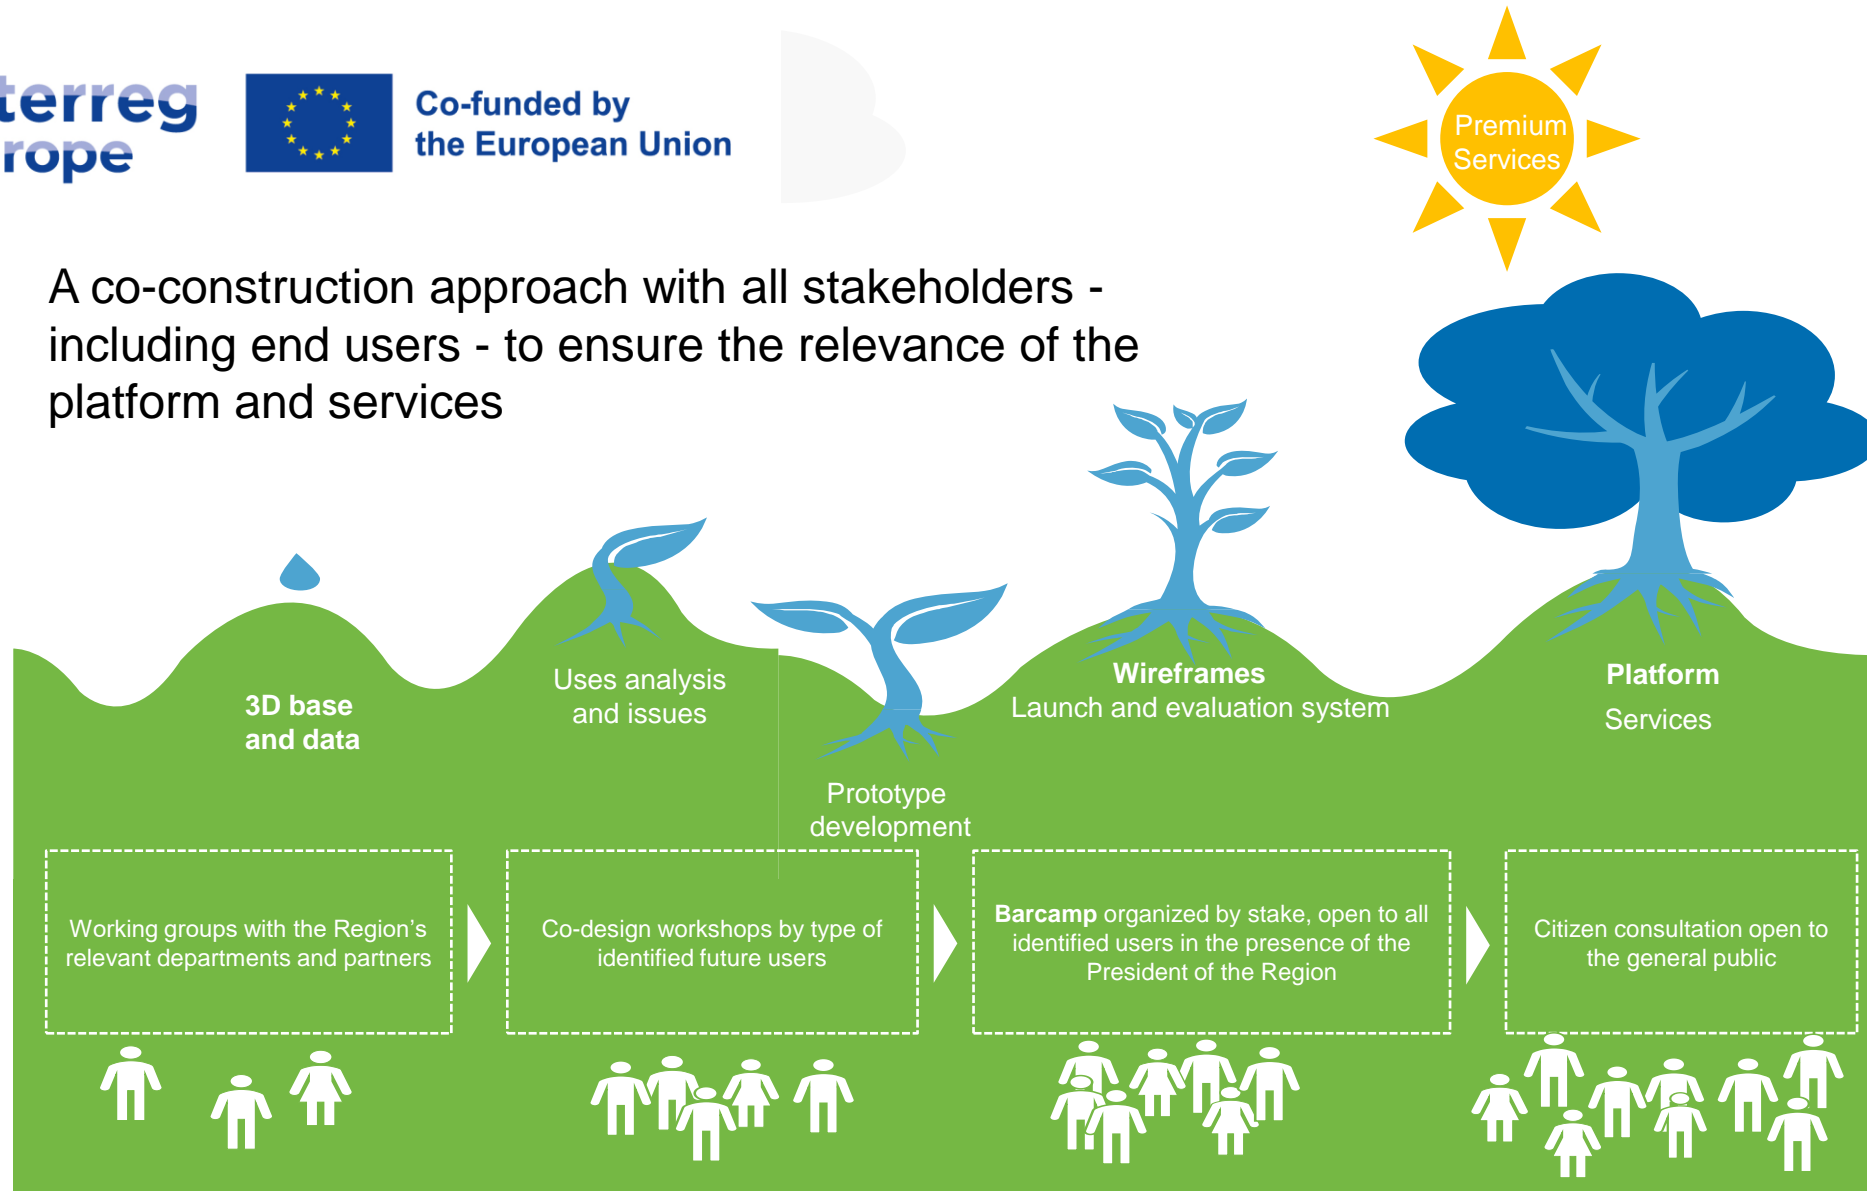 terreg
rope
Co-funded by
the European Union
Premium
Services
A co-construction approach with all stakeholders -
including end users - to ensure the relevance of the
platform and services
3D base
and data
Uses analysis
and issues
Prototype
development
Wireframes
Launch and evaluation system
Platform
Services
Working groups with the Region’s
relevant departments and partners
Co-design workshops by type of
identified future users
Barcamp organized by stake, open to all
identified users in the presence of the
President of the Region
Citizen consultation open to
the general public